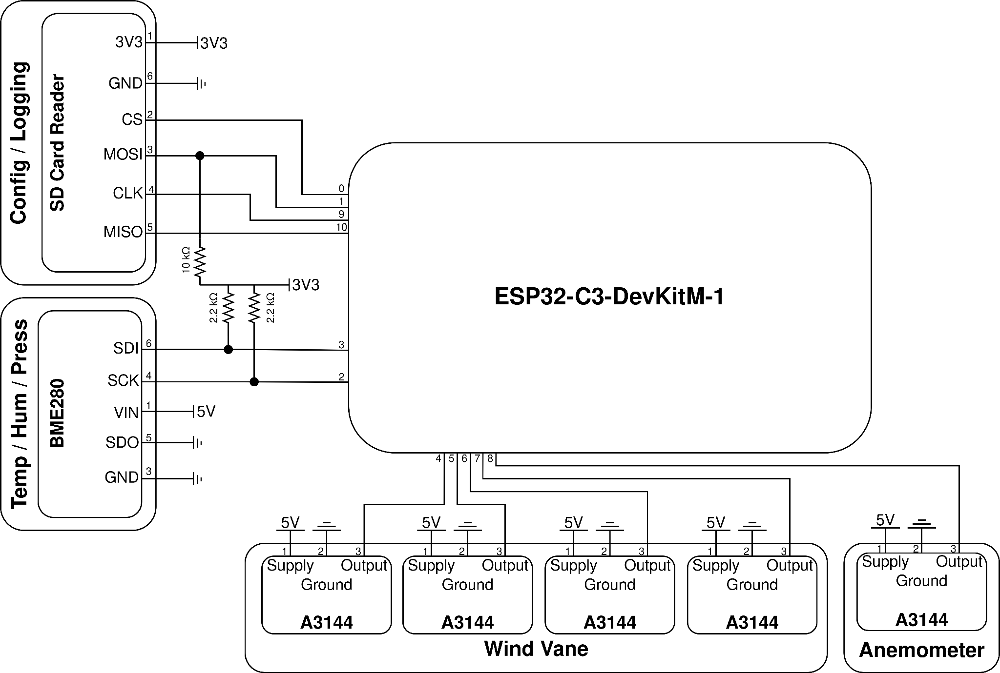 Config / Logging
SD Card Reader
3V3 1 3V3
GND 6
CS 2
MOSI 3
CLK 4
MISO 5
0
1
9
10
10 kΩ
3V3
2.2 kΩ
2.2 kΩ
ESP32-C3-DevKitM-1
Temp / Hum / Press
BME280
SDI 6
3
SCK 4
2
VIN 1 5V
SDO 5
GND 3
4 5 6 7 8
5V 5V 5V 5V 5V
1 2 3 1 2 3 1 2 3 1 2 3 1 2 3
Supply Output Supply Output Supply Output Supply Output Supply Output
Ground Ground Ground Ground Ground
A3144 A3144 A3144 A3144 A3144
Wind Vane Anemometer